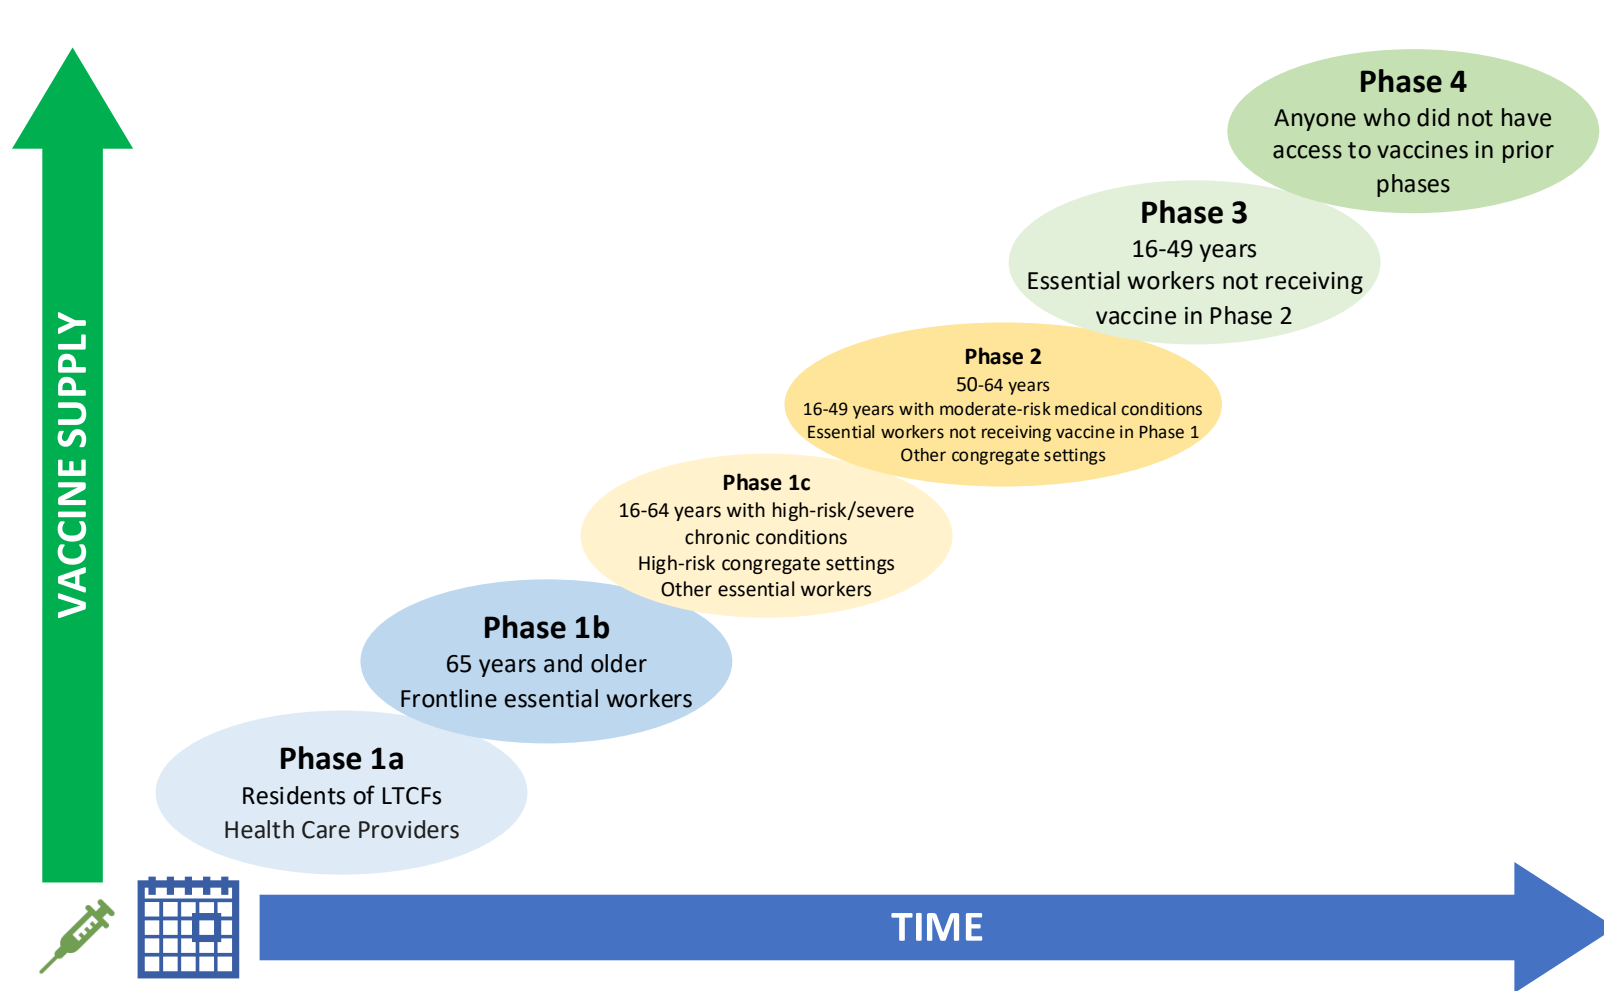 Phase 4
Anyone who did not have
access to vaccines in prior
phases
Phase 3
16-49 years
Essential workers not receiving
vaccine in Phase 2
Phase 2
50-64 years
16-49 years with moderate-risk medical conditions
Essential workers not receiving vaccine in Phase 1
Other congregate settings
Phase 1c
16-64 years with high-risk/severe
chronic conditions
High-risk congregate settings
Other essential workers
Phase 1b
65 years and older
Frontline essential workers
Phase 1a
Residents of LTCFs
Health Care Providers
VACCINE SUPPLY
TIME